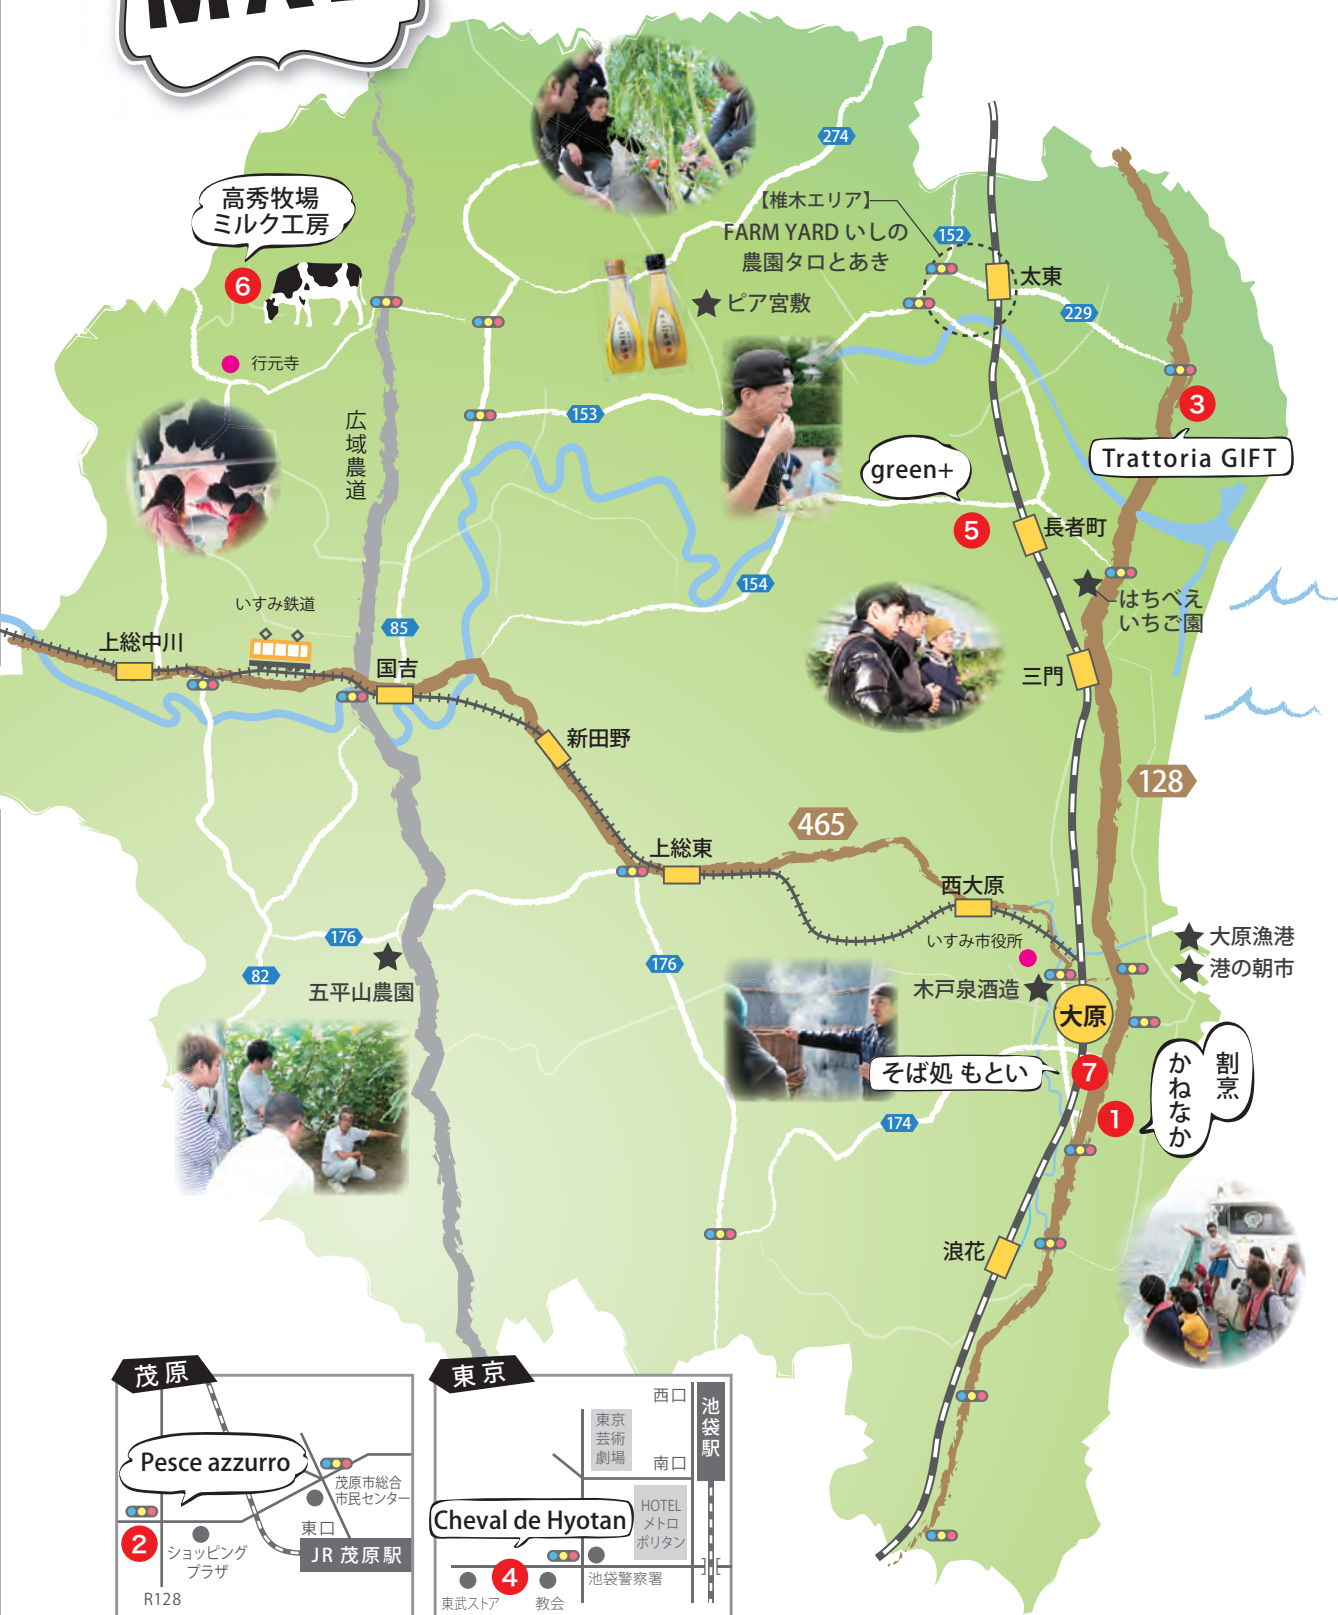 MAP
高秀牧場
ミルク工房
6
行元寺
広域農道
274
【椎木エリア】
FARM YARD いしの
農園タロとあき
152
太東
ピア宮敷
229
153
3
Trattoria GIFT
green+
5
長者町
154
はちべえ
いちご園
いすみ鉄道
上総中川
85
国吉
三門
新田野
128
465
上総東
西大原
いすみ市役所
大原漁港
港の朝市
176
82
五平山農園
176
木戸泉酒造
大原
そば処 もとい
7
割烹
かねなか
1
174
浪花
茂原
Pesce azzurro
茂原市総合
市民センター
2
ショッピング
プラザ
東口
JR 茂原駅
R128
東京
西口
池袋駅
東京
芸術
劇場
南口
HOTEL
メトロ
ポリタン
Cheval de Hyotan
4
池袋警察署
東武ストア
教会